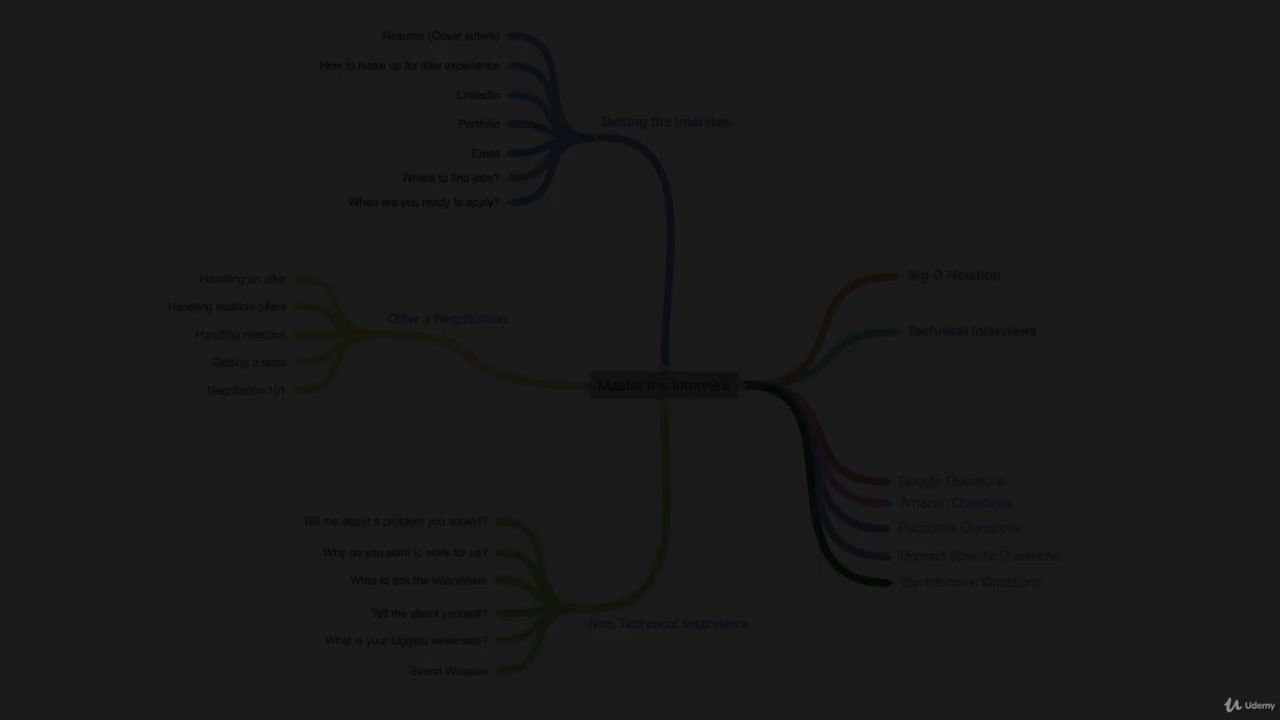 Resume (Cover letters)
How to make up for little experience
LinkedIn
Portfolio
Email
Where to find jobs?
When are you ready to apply?
Getting the Interview
Handling an offer
Handling multiple offers
Handling rejection
Getting a raise
Negotiation 101
Offer + Negotiation
Master the Interview
Big O Notation
Technical Interviews
Google Questions
Amazon Questions
Facebook Questions
Domain Specific Questions
Top Interview Questions
Tell me about a problem you solved?
Why do you want to work for us?
What to ask the interviewer
Tell me about yourself?
What is your biggest weakness?
Secret Weapon
Non Technical Interviews
Udemy